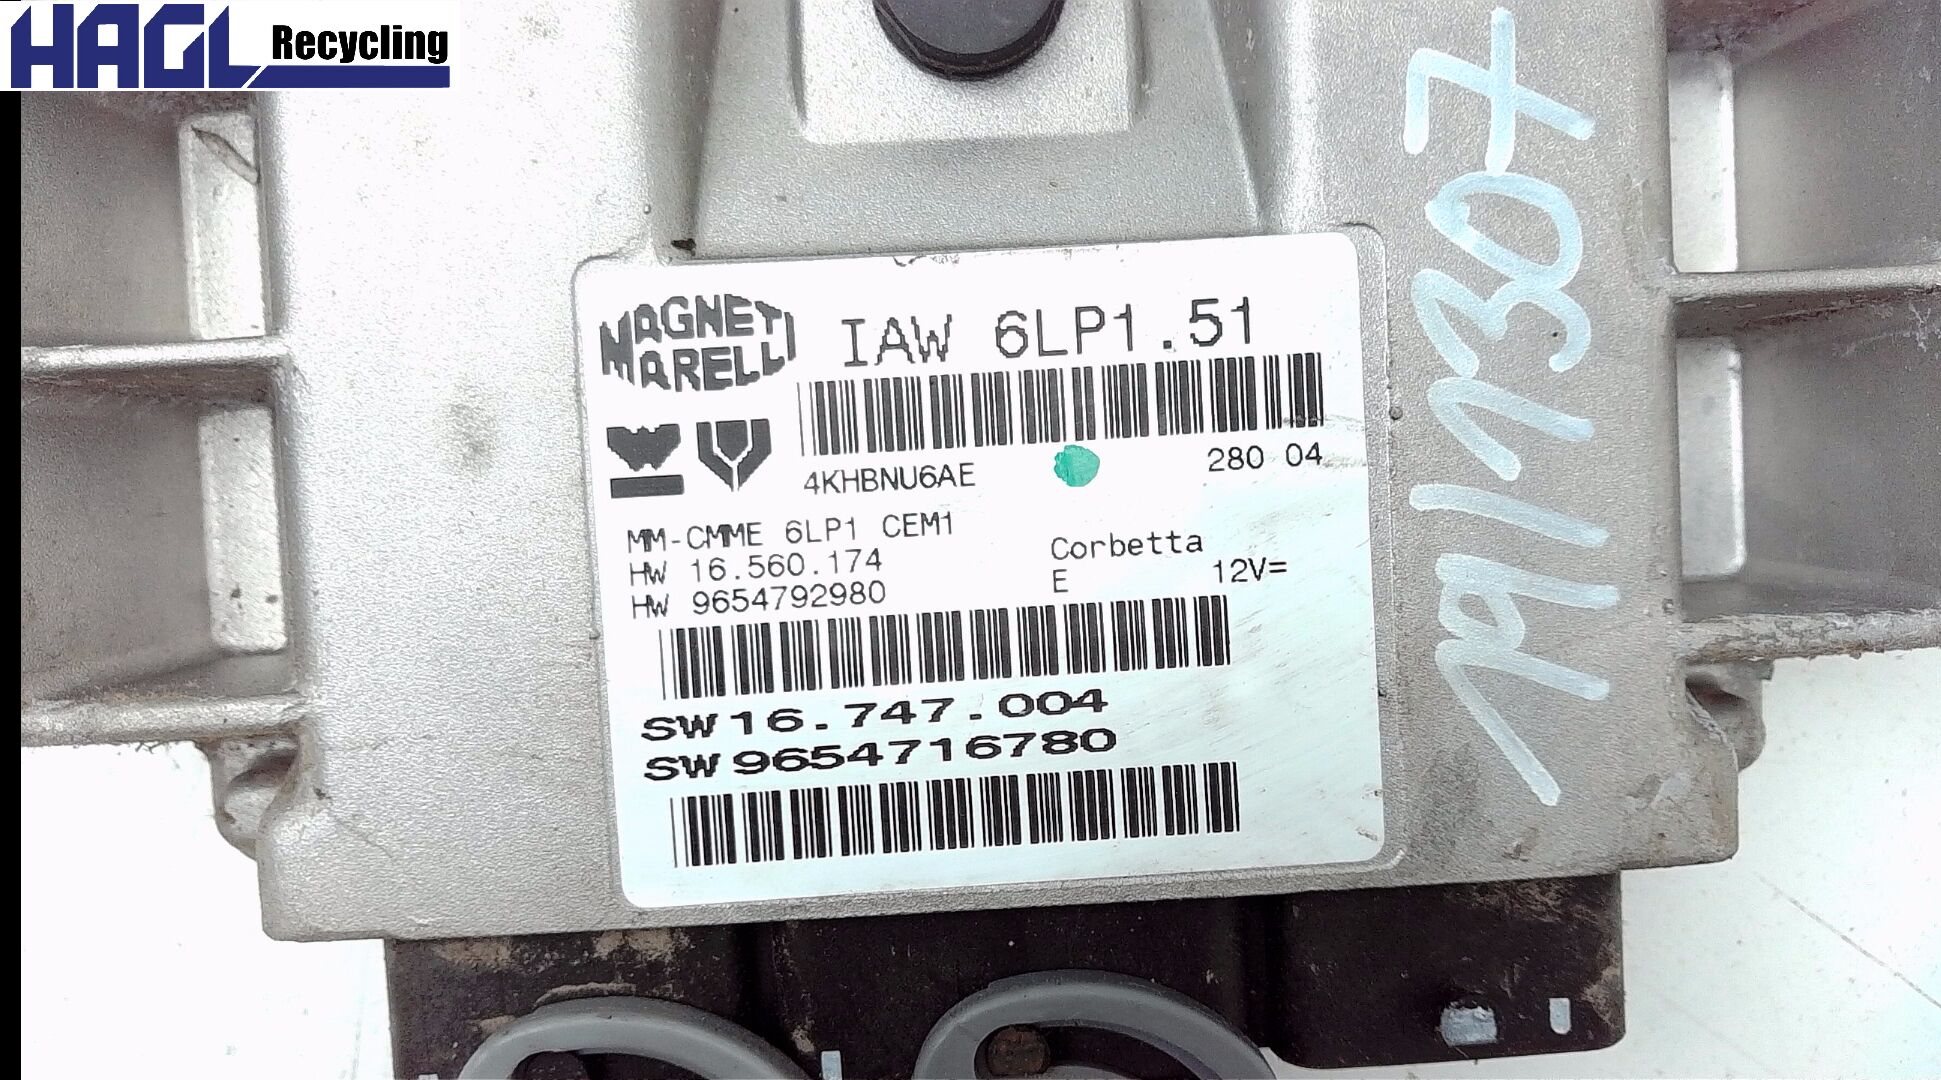 HAGL Recycling
MAGNETI
MARELLI
IAW 6LP1.51
4KHBNU6AE
280 04
MM-CMME 6LP1 CEM1
HW 16.560.174
HW 9654792980
Corbetta
E 12V=
SW 16.747.004
SW 9654716780